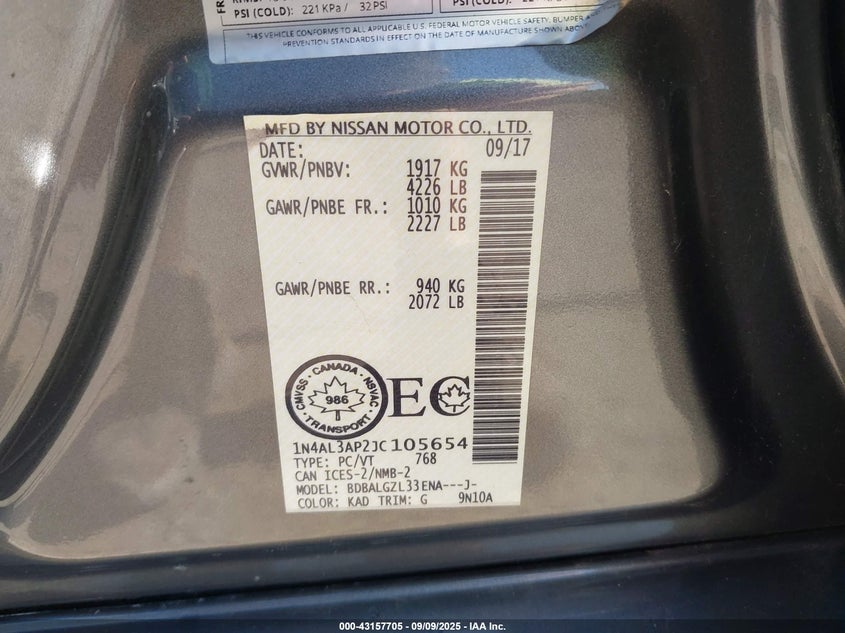 FR
PSI (COLD): 221 KPa / 32 PSI
PSI (COLD):
THIS VEHICLE CONFORMS TO ALL APPLICABLE U.S. FEDERAL MOTOR VEHICLE SAFETY, BUMPER
PREVENTION STANDARDS IN EFFECT ON THE DATE OF MANUFACTURE SHOWN ABOVE.
MFD BY NISSAN MOTOR CO., LTD.
DATE: 09/17
GVWR/PNBV: 1917 KG
4226 LB
GAWR/PNBE FR.: 1010 KG
2227 LB
GAWR/PNBE RR.: 940 KG
2072 LB
CMVSS · CANADA · NSVAC · TRANSPORT
986
EC
1N4AL3AP2JC105654
TYPE: PC/VT 768
CAN ICES-2/NMB-2
MODEL: BDBALGZL33ENA---J-
COLOR: KAD TRIM: G 9N10A
000-43157705 - 09/09/2025 - IAA Inc.